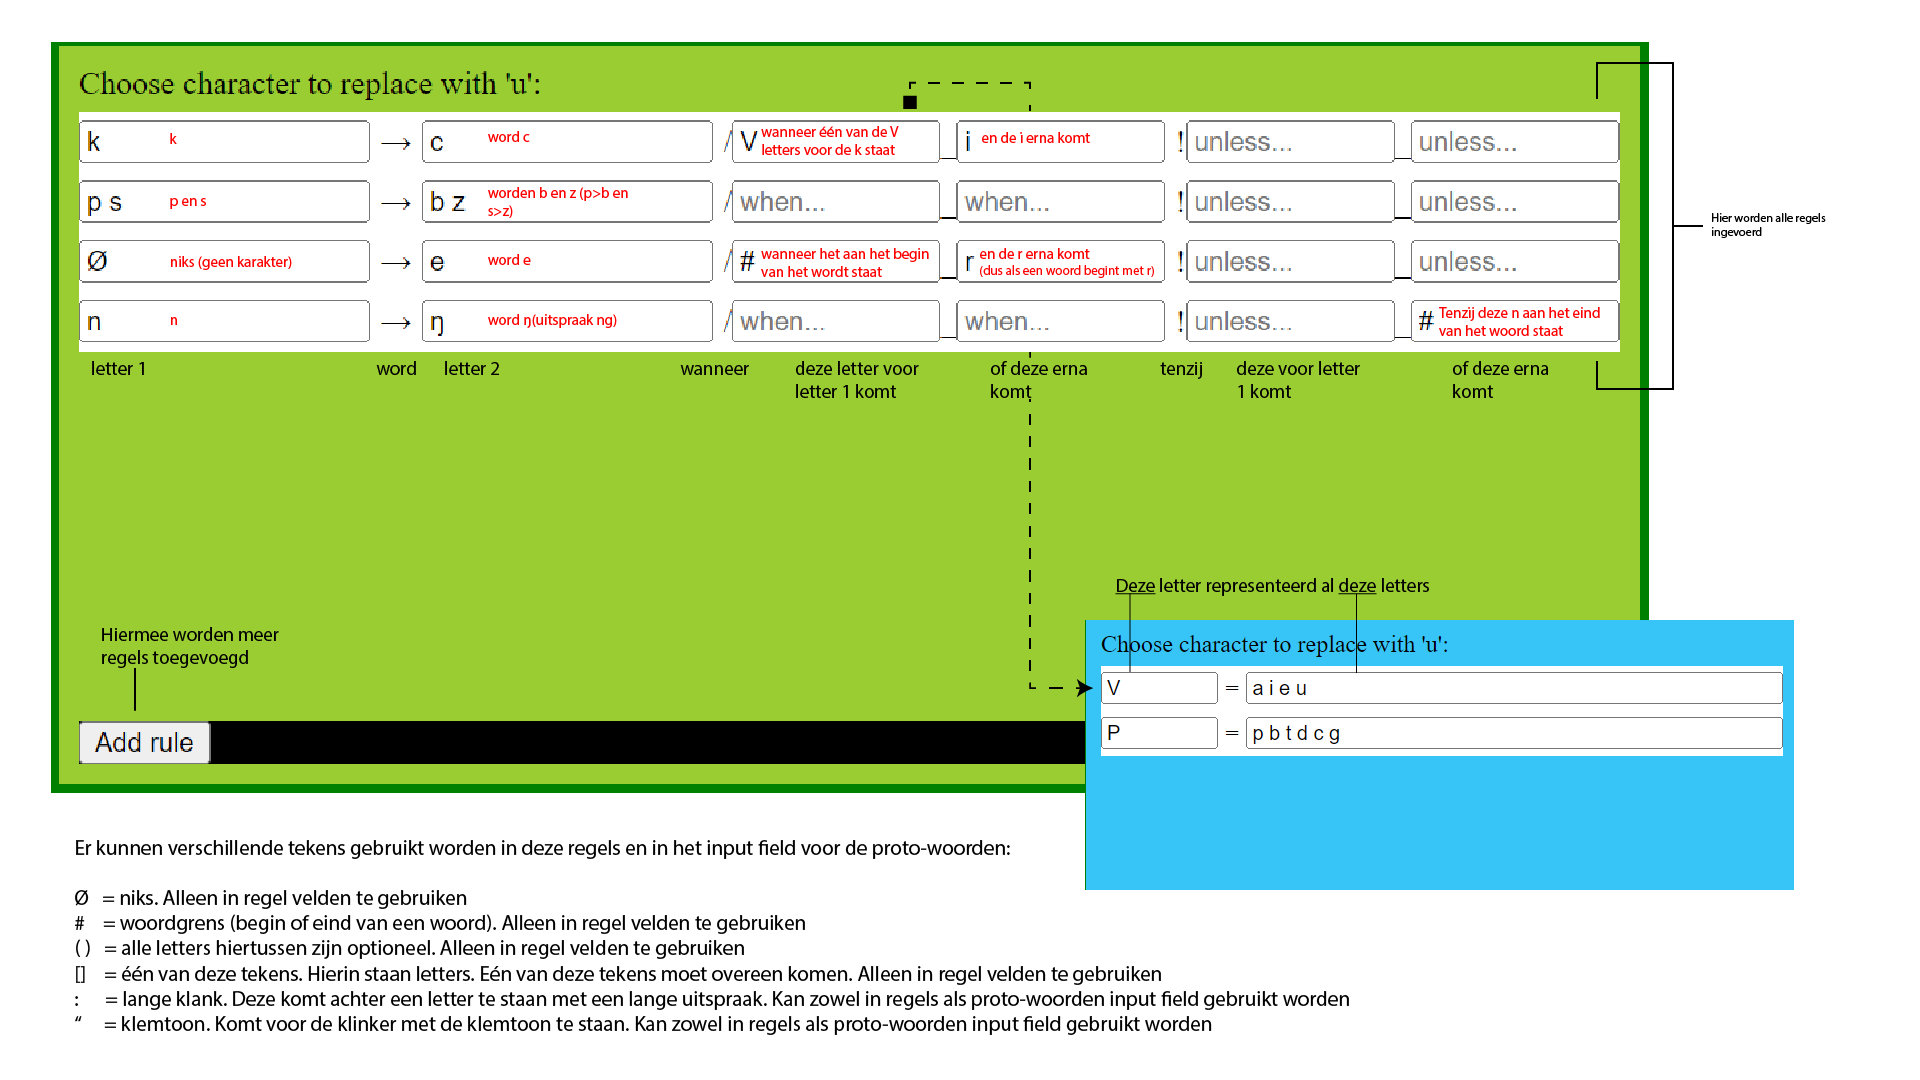 Choose character to replace with 'u':
k k → c word c / V wanneer één van de V letters voor de k staat _ i en de i erna komt ! unless... _ unless...
p s p en s → b z worden b en z (p>b en s>z) / when... _ when... ! unless... _ unless...
Ø niks (geen karakter) → e word e / # wanneer het aan het begin van het wordt staat _ r en de r erna komt (dus als een woord begint met r) ! unless... _ unless...
n n → ŋ word ŋ(uitspraak ng) / when... _ when... ! unless... _ # Tenzij deze n aan het eind van het woord staat
Hier worden alle regels
ingevoerd
letter 1 word letter 2 wanneer deze letter voor letter 1 komt of deze erna komt tenzij deze voor letter 1 komt of deze erna komt
Deze letter representeerd al deze letters
Hiermee worden meer
regels toegevoegd
Choose character to replace with 'u':
V = a i e u
P = p b t d c g
Add rule
Er kunnen verschillende tekens gebruikt worden in deze regels en in het input field voor de proto-woorden:
Ø = niks. Alleen in regel velden te gebruiken
# = woordgrens (begin of eind van een woord). Alleen in regel velden te gebruiken
( ) = alle letters hiertussen zijn optioneel. Alleen in regel velden te gebruiken
[] = één van deze tekens. Hierin staan letters. Eén van deze tekens moet overeen komen. Alleen in regel velden te gebruiken
: = lange klank. Deze komt achter een letter te staan met een lange uitspraak. Kan zowel in regels als proto-woorden input field gebruikt worden
“ = klemtoon. Komt voor de klinker met de klemtoon te staan. Kan zowel in regels als proto-woorden input field gebruikt worden